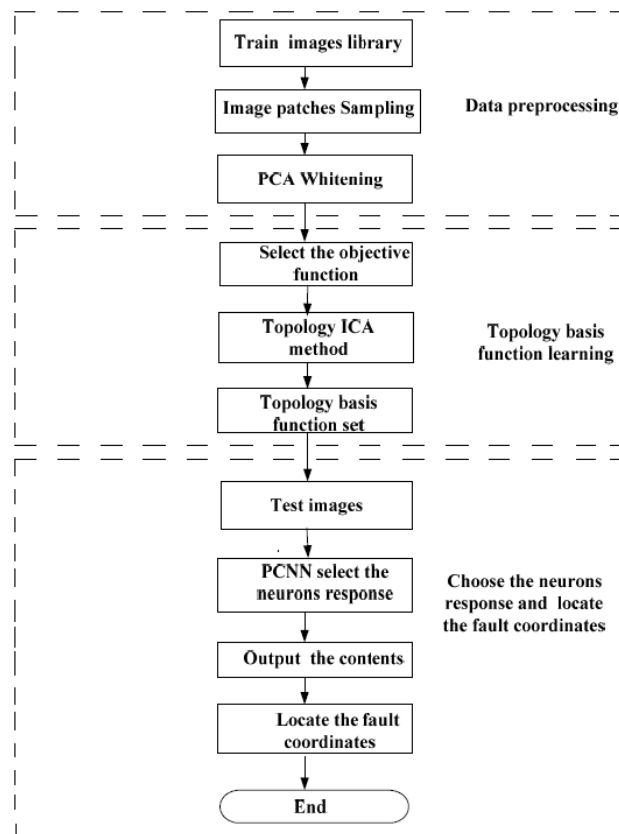 Train images library
Image patches Sampling
Data preprocessing
PCA Whitening
Select the objective
function
Topology ICA
method
Topology basis
function learning
Topology basis
function set
Test images
PCNN select the
neurons response
Choose the neurons
response and locate
the fault coordinates
Output the contents
Locate the fault
coordinates
End